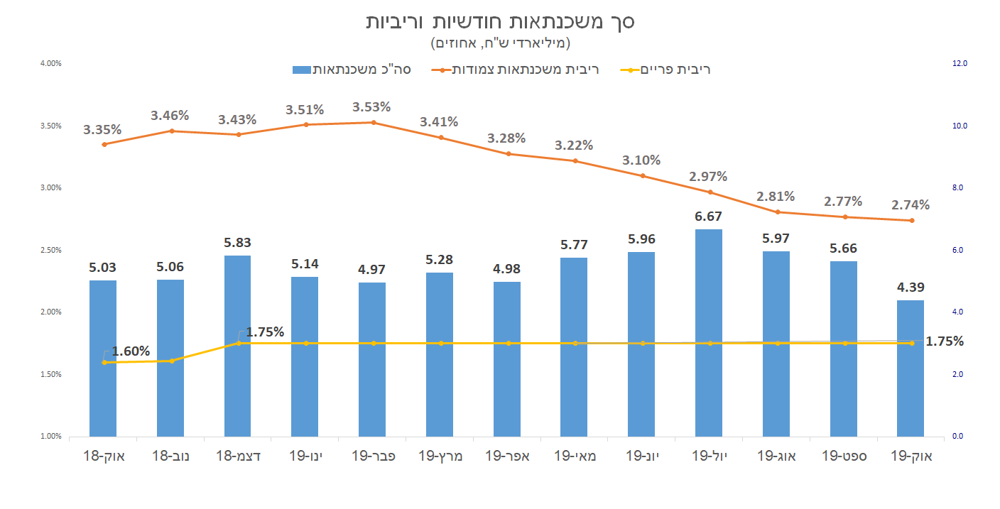 סך משכנתאות חודשיות וריביות
(מיליארדי ש"ח, אחוזים)
סה"כ משכנתאות
ריבית משכנתאות צמודות
ריבית פריים
4.00%
3.50%
3.00%
2.50%
2.00%
1.50%
1.00%
12.0
10.0
8.0
6.0
4.0
2.0
0.0
3.35%
3.46%
3.43%
3.51%
3.53%
3.41%
3.28%
3.22%
3.10%
2.97%
2.81%
2.77%
2.74%
5.03
5.06
5.83
5.14
4.97
5.28
4.98
5.77
5.96
6.67
5.97
5.66
4.39
1.60%
1.75%
1.75%
אוק-18
נוב-18
דצמ-18
ינו-19
פבר-19
מרץ-19
אפר-19
מאי-19
יונ-19
יול-19
אוג-19
ספט-19
אוק-19